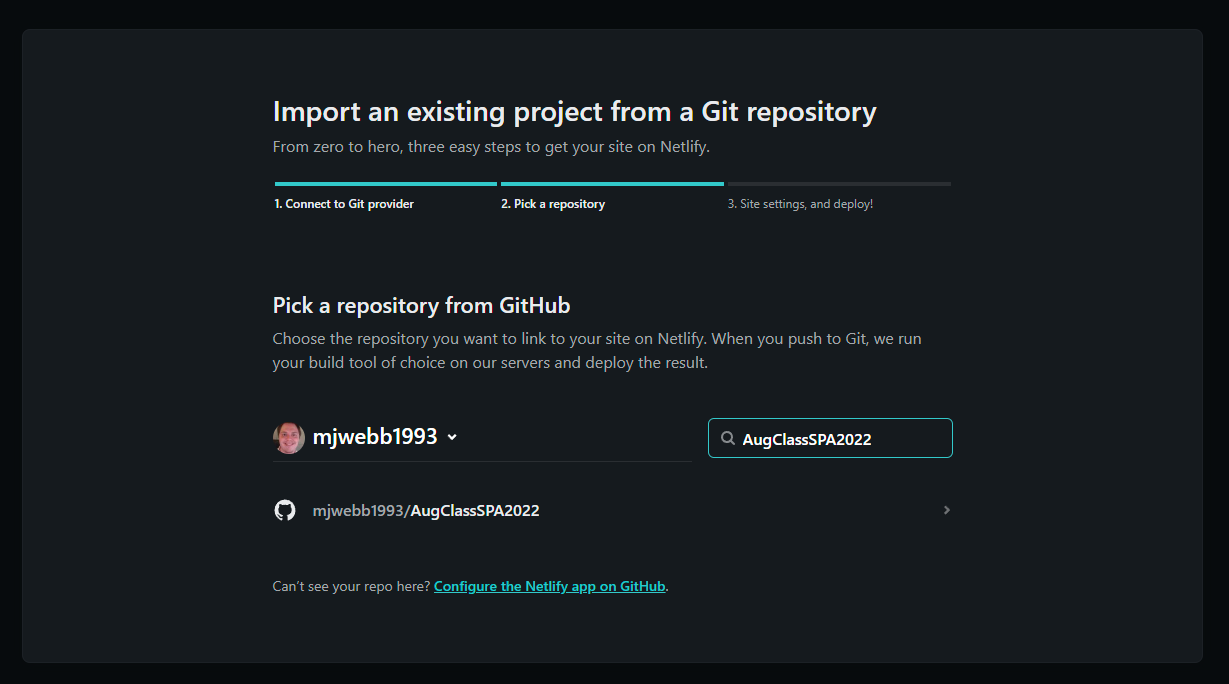 Import an existing project from a Git repository
From zero to hero, three easy steps to get your site on Netlify.
1. Connect to Git provider
2. Pick a repository
3. Site settings, and deploy!
Pick a repository from GitHub
Choose the repository you want to link to your site on Netlify. When you push to Git, we run
your build tool of choice on our servers and deploy the result.
mjwebb1993
AugClassSPA2022
mjwebb1993/AugClassSPA2022
Can't see your repo here? Configure the Netlify app on GitHub.